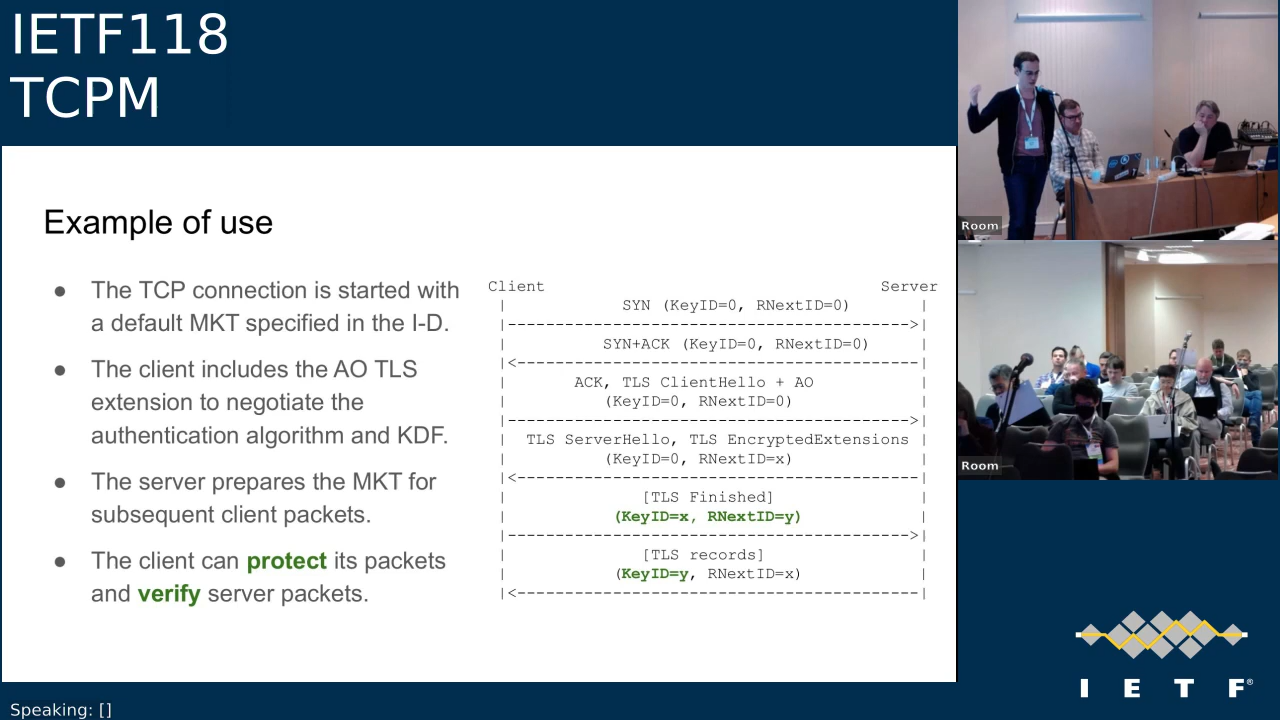 IETF118
TCPM
Example of use
● The TCP connection is started with
a default MKT specified in the I-D.
● The client includes the AO TLS
extension to negotiate the
authentication algorithm and KDF.
● The server prepares the MKT for
subsequent client packets.
● The client can protect its packets
and verify server packets.
Client Server
| SYN (KeyID=0, RNextID=0) |
|------------------------------------------>|
| SYN+ACK (KeyID=0, RNextID=0) |
|<------------------------------------------|
| ACK, TLS ClientHello + AO |
| (KeyID=0, RNextID=0) |
|------------------------------------------>|
| TLS ServerHello, TLS EncryptedExtensions |
| (KeyID=0, RNextID=x) |
|<------------------------------------------|
| [TLS Finished] |
| (KeyID=x, RNextID=y) |
|------------------------------------------>|
| [TLS records] |
| (KeyID=y, RNextID=x) |
|<------------------------------------------|
Room
Room
I E T F®
Speaking: []